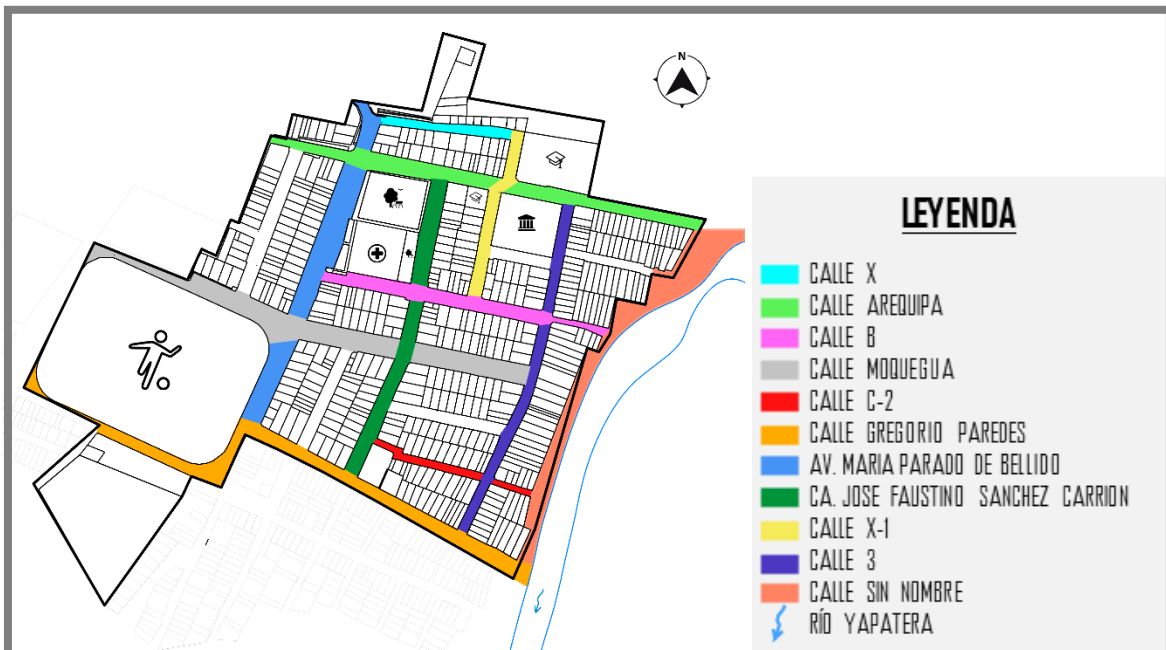 N
LEYENDA
CALLE X
CALLE AREQUIPA
CALLE B
CALLE MOQUEGUA
CALLE C-2
CALLE GREGORIO PAREDES
AV. MARIA PARADO DE BELLIDO
CA. JOSE FAUSTINO SANCHEZ CARRION
CALLE X-1
CALLE 3
CALLE SIN NOMBRE
RÍO YAPATERA